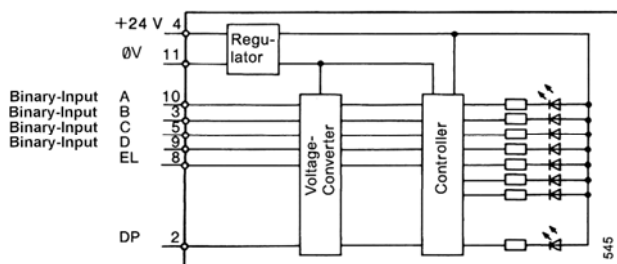 +24 V 4
ØV 11
Regu-
lator
Binary-Input A 10
Binary-Input B 3
Binary-Input C 5
Binary-Input D 9
EL 8
DP 2
Voltage-
Converter
Controller
545